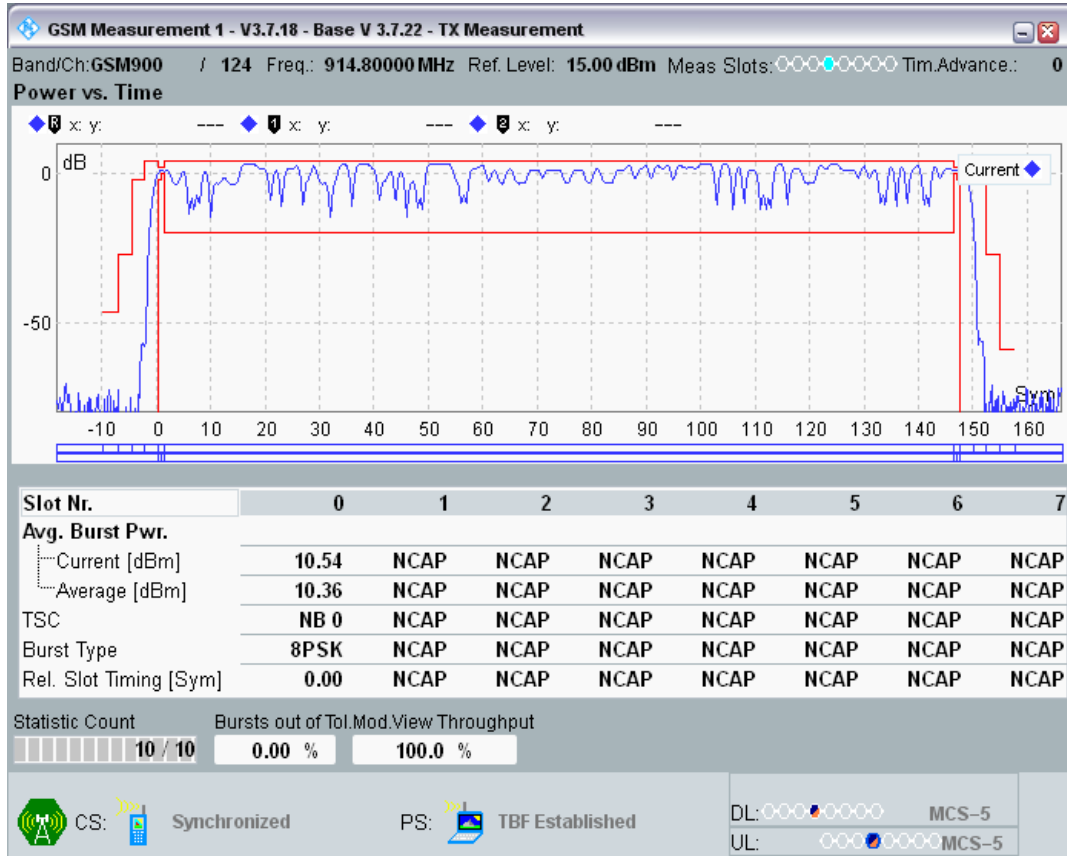 GSM Measurement 1 - V3.7.18 - Base V 3.7.22 - TX Measurement
Band/Ch:GSM900 / 124 Freq.: 914.80000 MHz Ref. Level: 15.00 dBm Meas Slots: Tim.Advance.: 0
Power vs. Time
R x: y: --- 1 x: y: --- 2 x: y: ---
dB
Current
0
-50
Sym
-10 0 10 20 30 40 50 60 70 80 90 100 110 120 130 140 150 160
Slot Nr. 0 1 2 3 4 5 6 7
Avg. Burst Pwr.
Current [dBm] 10.54 NCAP NCAP NCAP NCAP NCAP NCAP NCAP
Average [dBm] 10.36 NCAP NCAP NCAP NCAP NCAP NCAP NCAP
TSC NB 0 NCAP NCAP NCAP NCAP NCAP NCAP NCAP
Burst Type 8PSK NCAP NCAP NCAP NCAP NCAP NCAP NCAP
Rel. Slot Timing [Sym] 0.00 NCAP NCAP NCAP NCAP NCAP NCAP NCAP
Statistic Count Bursts out of Tol.Mod.View Throughput
10 / 10 0.00 % 100.0 %
CS: Synchronized PS: TBF Established DL: MCS-5
UL: MCS-5